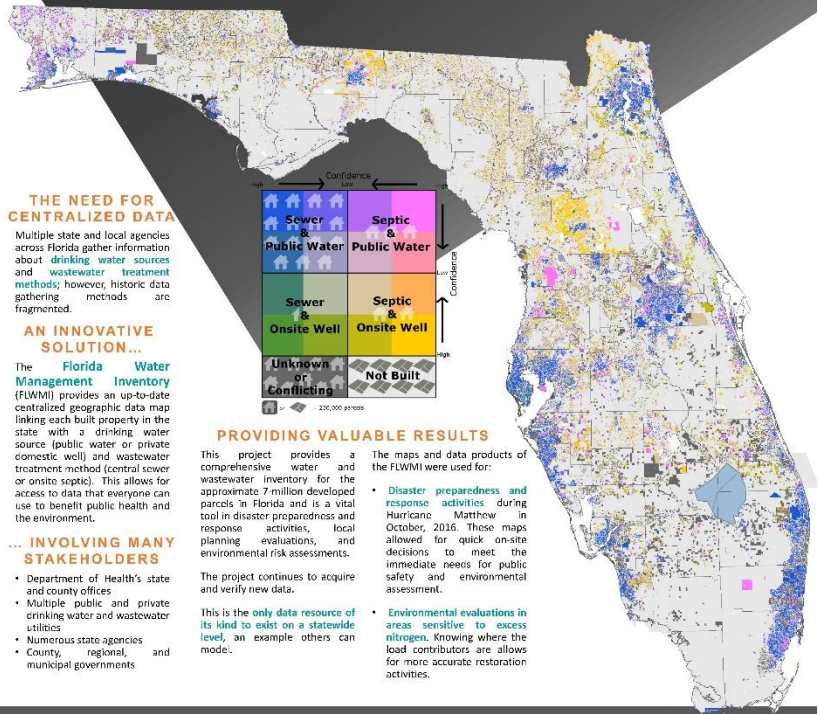 THE NEED FOR
CENTRALIZED DATA
Multiple state and local agencies
across Florida gather information
about drinking water sources
and wastewater treatment
methods; however, historic data
gathering methods are
fragmented.
AN INNOVATIVE
SOLUTION...
The Florida Water
Management Inventory
(FLWMI) provides an up-to-date
centralized geographic data map
linking each built property in the
state with a drinking water
source (public water or private
domestic well) and wastewater
treatment method (central sewer
or onsite septic). This allows for
access to data that everyone can
use to benefit public health and
the environment.
... INVOLVING MANY
STAKEHOLDERS
• Department of Health's state
and county offices
• Multiple public and private
drinking water and wastewater
utilities
• Numerous state agencies
• County, regional, and
municipal governments
Confidence
High Low High
Sewer
&
Public Water
Septic
&
Public Water
Low
Confidence
Sewer
&
Onsite Well
Septic
&
Onsite Well
High
Unknown
or
Conflicting
Not Built
or = 250,000 parcels
PROVIDING VALUABLE RESULTS
This project provides a
comprehensive water and
wastewater inventory for the
approximate 7-million developed
parcels in Florida and is a vital
tool in disaster preparedness and
response activities, local
planning evaluations, and
environmental risk assessments.
The project continues to acquire
and verify new data.
This is the only data resource of
its kind to exist on a statewide
level, an example others can
model.
The maps and data products of
the FLWMI were used for:
• Disaster preparedness and
response activities during
Hurricane Matthew in
October, 2016. These maps
allowed for quick on-site
decisions to meet the
immediate needs for public
safety and environmental
assessment.
• Environmental evaluations in
areas sensitive to excess
nitrogen. Knowing where the
load contributors are allows
for more accurate restoration
activities.